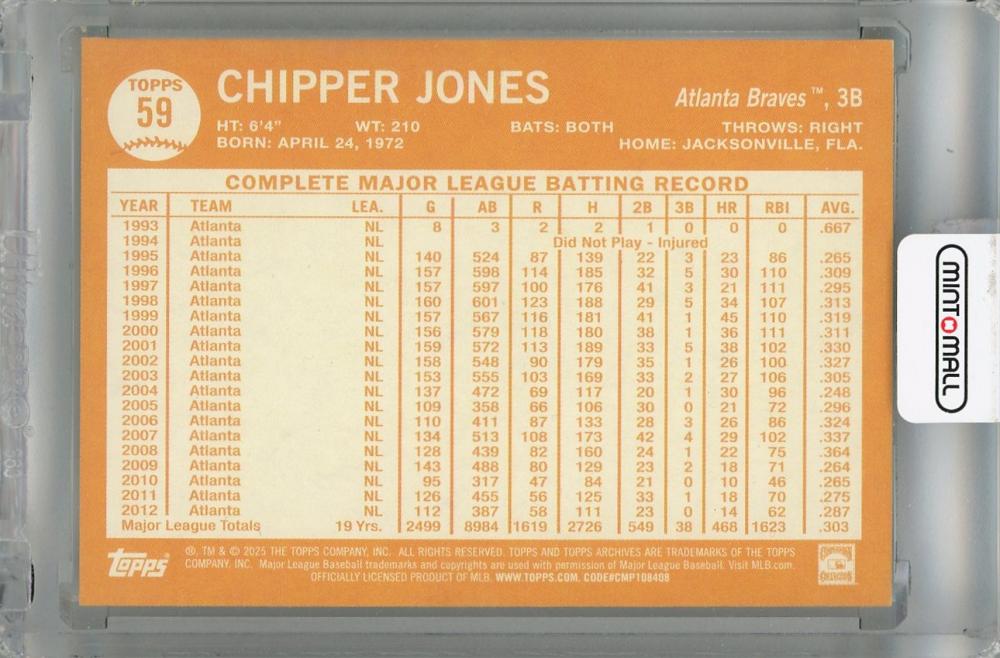 TOPPS
59
CHIPPER JONES
Atlanta Braves™, 3B
HT: 6'4" WT: 210 BATS: BOTH THROWS: RIGHT
BORN: APRIL 24, 1972 HOME: JACKSONVILLE, FLA.
COMPLETE MAJOR LEAGUE BATTING RECORD
YEAR TEAM LEA. G AB R H 2B 3B HR RBI AVG.
1993 Atlanta NL 8 3 2 2 1 0 0 0 .667
1994 Atlanta NL Did Not Play - Injured
1995 Atlanta NL 140 524 87 139 22 3 23 86 .265
1996 Atlanta NL 157 598 114 185 32 5 30 110 .309
1997 Atlanta NL 157 597 100 176 41 3 21 111 .295
1998 Atlanta NL 160 601 123 188 29 5 34 107 .313
1999 Atlanta NL 157 567 116 181 41 1 45 110 .319
2000 Atlanta NL 156 579 118 180 38 1 36 111 .311
2001 Atlanta NL 159 572 113 189 33 5 38 102 .330
2002 Atlanta NL 158 548 90 179 35 1 26 100 .327
2003 Atlanta NL 153 555 103 169 33 2 27 106 .305
2004 Atlanta NL 137 472 69 117 20 1 30 96 .248
2005 Atlanta NL 109 358 66 106 30 0 21 72 .296
2006 Atlanta NL 110 411 87 133 28 3 26 86 .324
2007 Atlanta NL 134 513 108 173 42 4 29 102 .337
2008 Atlanta NL 128 439 82 160 24 1 22 75 .364
2009 Atlanta NL 143 488 80 129 23 2 18 71 .264
2010 Atlanta NL 95 317 47 84 21 0 10 46 .265
2011 Atlanta NL 126 455 56 125 33 1 18 70 .275
2012 Atlanta NL 112 387 58 111 23 0 14 62 .287
Major League Totals 19 Yrs. 2499 8984 1619 2726 549 38 468 1623 .303
Topps
®, TM & © 2025 THE TOPPS COMPANY, INC. ALL RIGHTS RESERVED. TOPPS AND TOPPS ARCHIVES ARE TRADEMARKS OF THE TOPPS
COMPANY, INC. Major League Baseball trademarks and copyrights are used with permission of Major League Baseball. Visit MLB.com.
OFFICIALLY LICENSED PRODUCT OF MLB. WWW.TOPPS.COM. CODE#CMP108498
MINT MALL